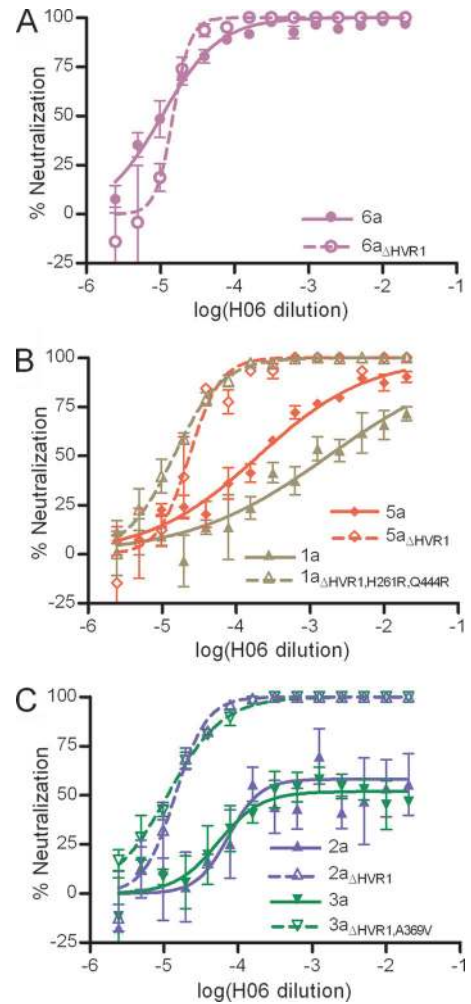 A
% Neutralization
100
75
50
25
0
-25
6a
6aΔHVR1
-6 -5 -4 -3 -2 -1
log(H06 dilution)
B
% Neutralization
100
75
50
25
0
-25
5a
5aΔHVR1
1a
1aΔHVR1,H261R,Q444R
-6 -5 -4 -3 -2 -1
log(H06 dilution)
C
% Neutralization
100
75
50
25
0
-25
2a
2aΔHVR1
3a
3aΔHVR1,A369V
-6 -5 -4 -3 -2 -1
log(H06 dilution)